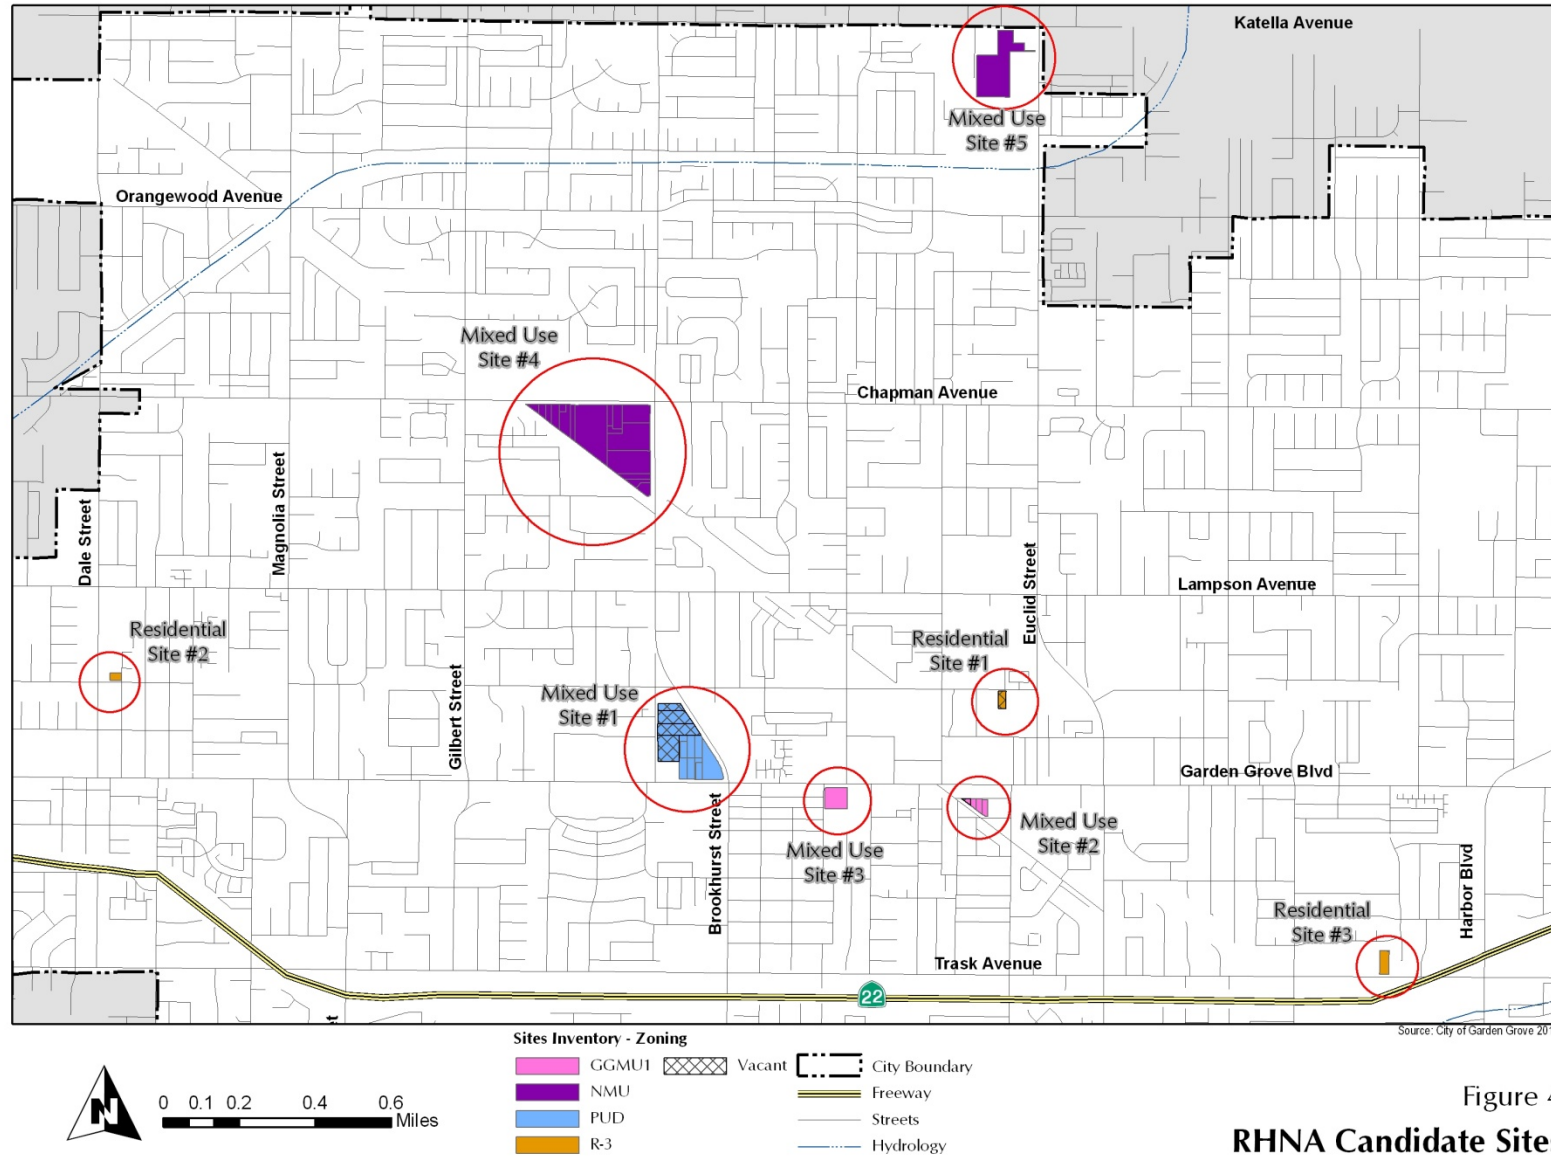 Katella Avenue
Mixed Use
Site #5
Orangewood Avenue
Mixed Use
Site #4
Chapman Avenue
Magnolia Street
Dale Street
Euclid Street
Lampson Avenue
Residential
Site #2
Residential
Site #1
Gilbert Street
Mixed Use
Site #1
Garden Grove Blvd
Brookhurst Street
Mixed Use
Site #2
Mixed Use
Site #3
Harbor Blvd
Residential
Site #3
Trask Avenue
22
et
Source: City of Garden Grove 201
Sites Inventory - Zoning
GGMU1
Vacant
City Boundary
NMU
Freeway
PUD
Streets
R-3
Hydrology
N
0 0.1 0.2 0.4 0.6
Miles
Figure 4
RHNA Candidate Site